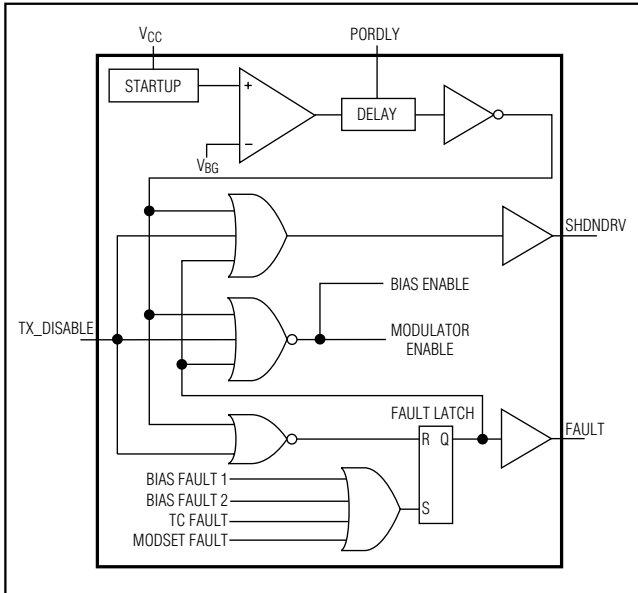 VCC
PORDLY
STARTUP
+
−
DELAY
VBG
SHDNDRV
BIAS ENABLE
TX_DISABLE
MODULATOR
ENABLE
FAULT LATCH
R Q
S
FAULT
BIAS FAULT 1
BIAS FAULT 2
TC FAULT
MODSET FAULT